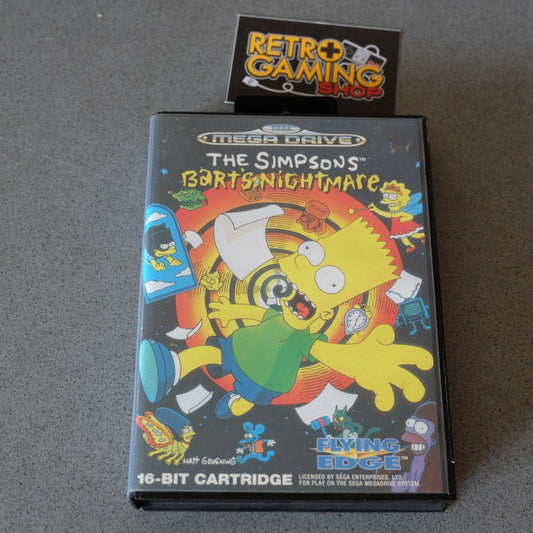 RETRO
GAMING
SHOP
SEGA
MEGA DRIVE
THE SIMPSONS™
BART'S NIGHTMARE
MATT GROENING
FLYING
EDGE™
16-BIT CARTRIDGE
LICENSED BY SEGA ENTERPRISES, LTD.
FOR PLAY ON THE SEGA MEGADRIVE SYSTEM.